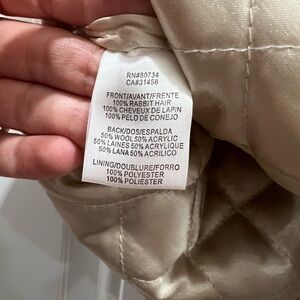 RN#80734
CA#31458
FRONT/AVANT/FRENTE
100% RABBIT HAIR
100% CHEVEUX DE LAPIN
100% PELO DE CONEJO
BACK/DOS/ESPALDA
50% WOOL 50% ACRYLIC
50% LAINES 50% ACRYLIQUE
50% LANA 50% ACRILICO
LINING/DOUBLURE/FORRO
100% POLYESTER
100% POLIESTER